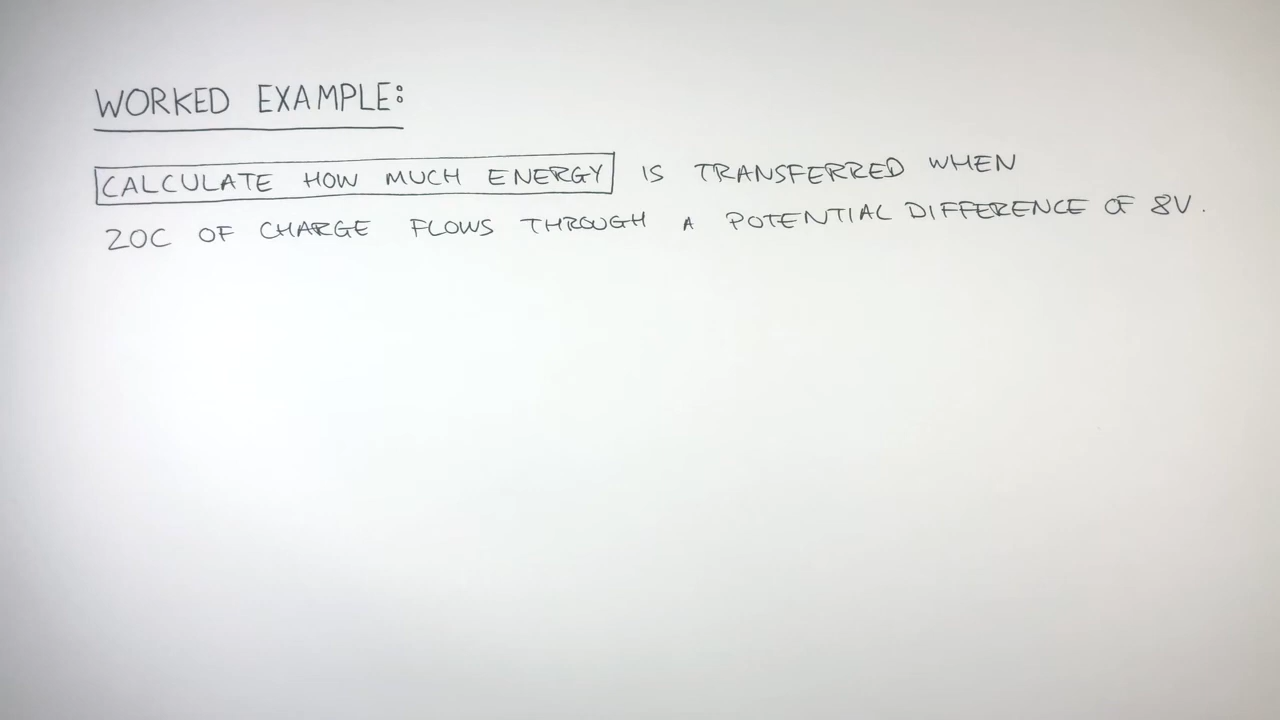 WORKED EXAMPLE:
CALCULATE HOW MUCH ENERGY IS TRANSFERRED WHEN
20C OF CHARGE FLOWS THROUGH A POTENTIAL DIFFERENCE OF 8V.